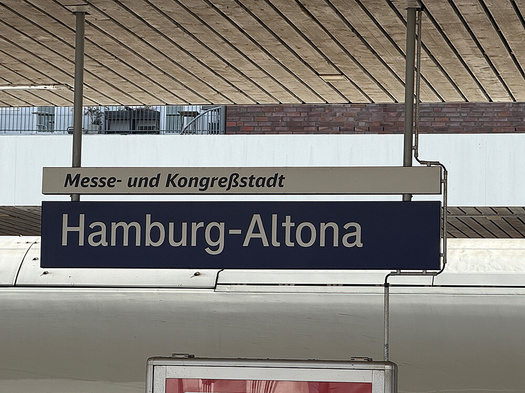 Messe- und Kongreßstadt
Hamburg-Altona